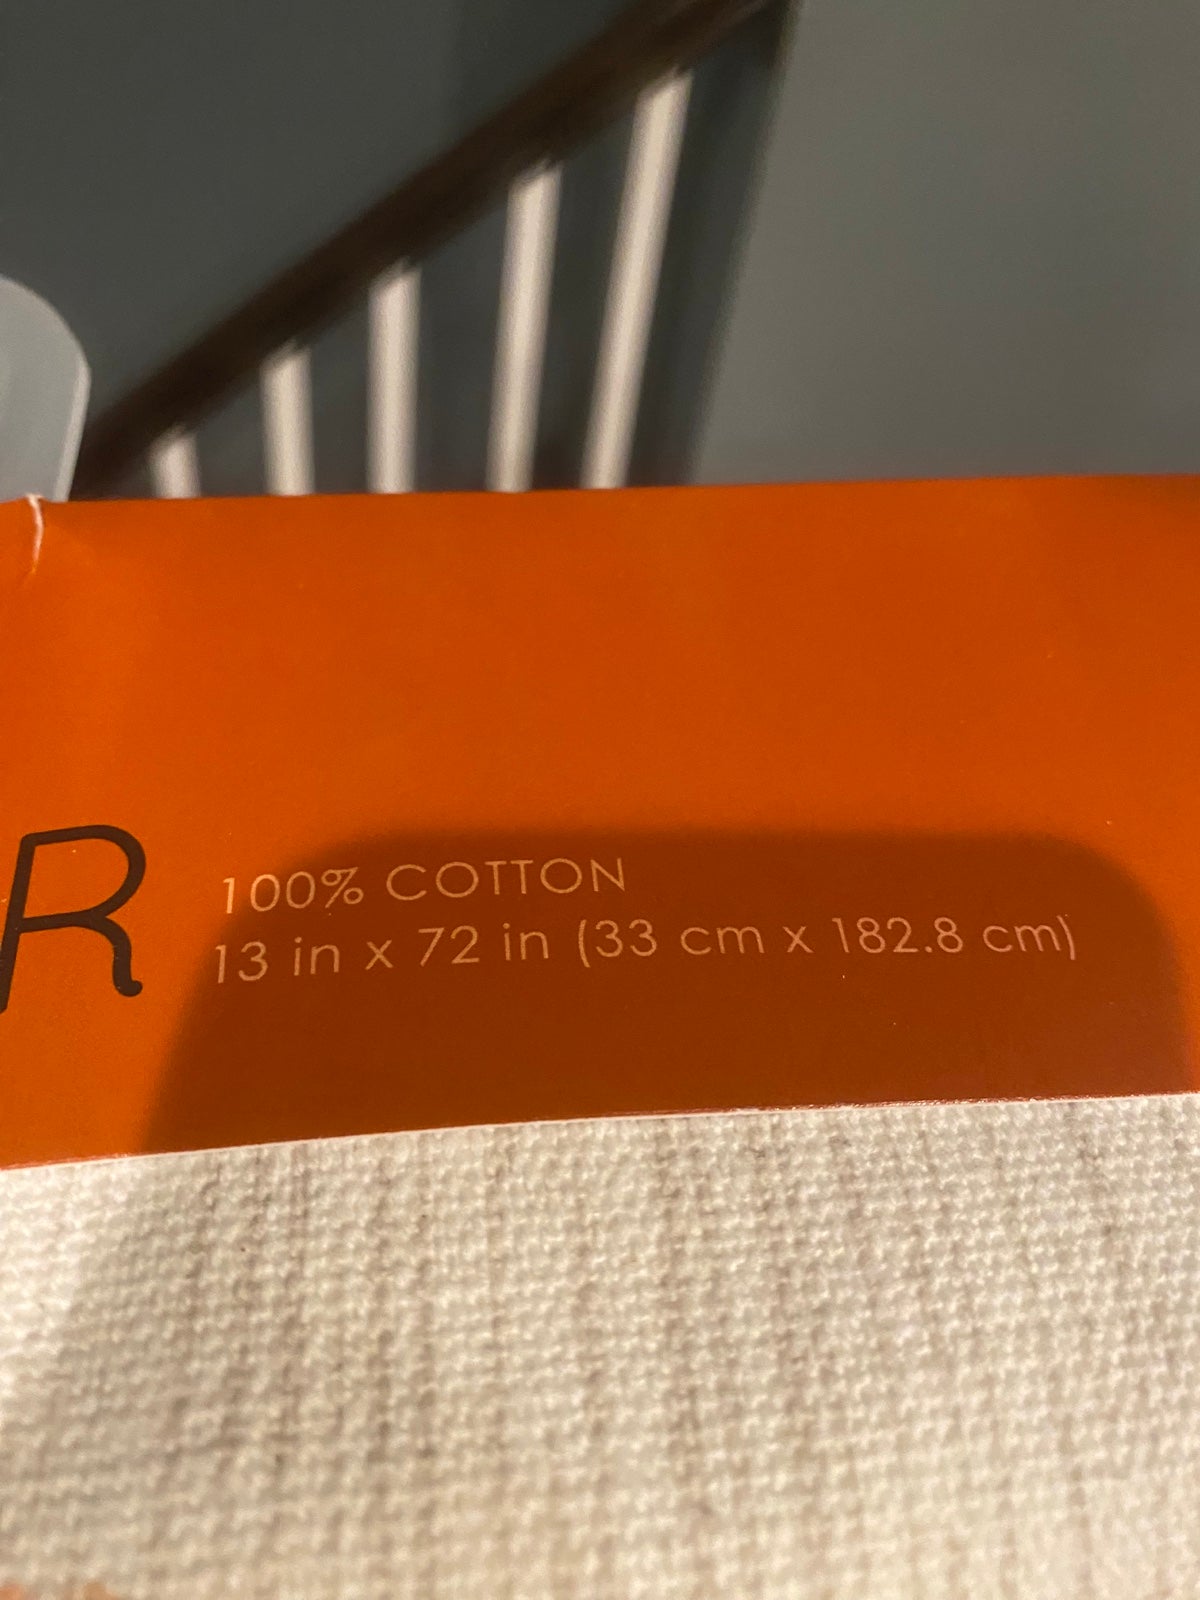 R
100% COTTON
13 in x 72 in (33 cm x 182.8 cm)